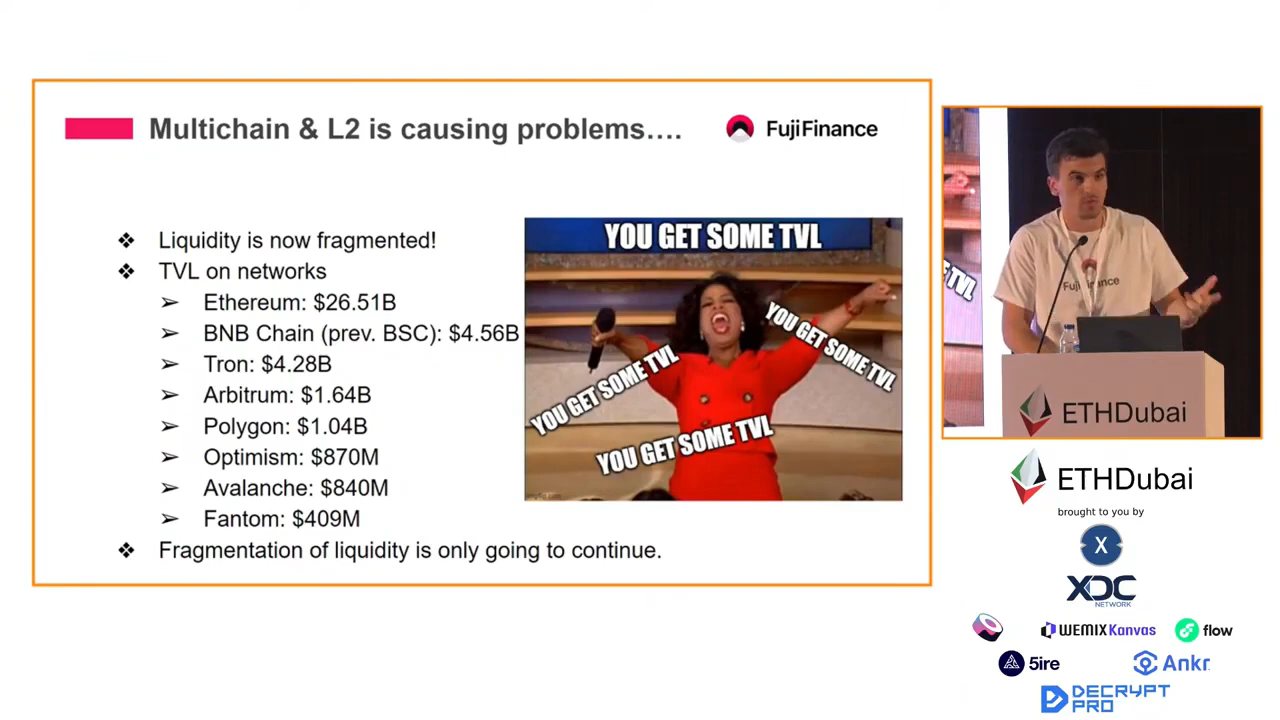 Multichain & L2 is causing problems….
FujiFinance
❖ Liquidity is now fragmented!
❖ TVL on networks
➢ Ethereum: $26.51B
➢ BNB Chain (prev. BSC): $4.56B
➢ Tron: $4.28B
➢ Arbitrum: $1.64B
➢ Polygon: $1.04B
➢ Optimism: $870M
➢ Avalanche: $840M
➢ Fantom: $409M
❖ Fragmentation of liquidity is only going to continue.
YOU GET SOME TVL
YOU GET SOME TVL
YOU GET SOME TVL
YOU GET SOME TVL
TVL
ETHDubai
ETHDubai
brought to you by
X
XDC
NETWORK
WEMIX Kanvas
flow
5ire
Ankr
DECRYPT
PRO